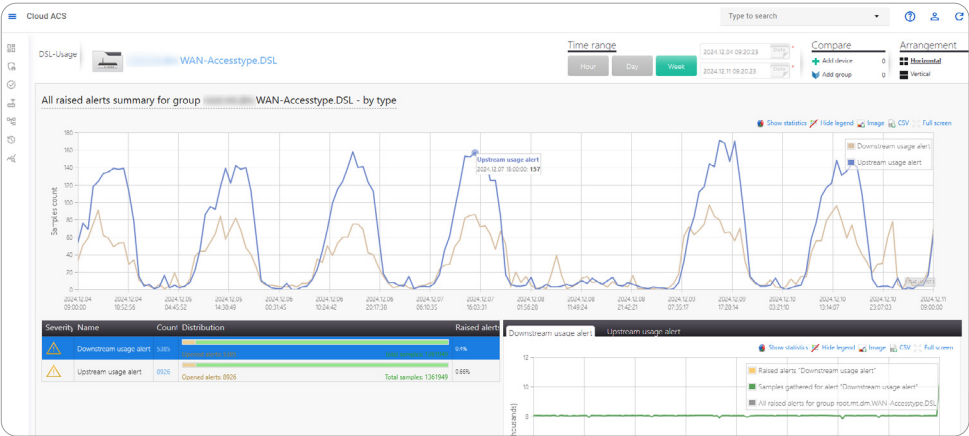 Cloud ACS
Type to search
DSL-Usage
WAN-Accesstype.DSL
Time range
Hour
Day
Week
2024.12.04 09:20:23
2024.12.11 09:20:23
Compare
Add device 0
Add group 0
Arrangement
Horizontal
Vertical
All raised alerts summary for group WAN-Accesstype.DSL - by type
Show statistics Hide legend Image CSV Full screen
Samples count
180
160
140
120
100
80
60
40
20
0
Downstream usage alert
Upstream usage alert
Upstream usage alert
2024.12.07 18:00:00: 157
2024.12.04 09:00:00
2024.12.04 18:52:56
2024.12.05 04:45:52
2024.12.05 14:38:49
2024.12.06
2024.12.06 10:24:42
2024.12.06 20:17:38
2024.12.07 06:10:35
2024.12.07 16:03:31
2024.12.08 01:56:28
2024.12.08 11:49:24
2024.12.08 21:42:21
2024.12.09 07:35:17
2024.12.09 17:28:14
2024.12.10 03:21:10
2024.12.10 13:14:07
2024.12.10 23:07:03
2024.12.11 09:00:00
Severity Name Count Distribution Raised alerts
Downstream usage alert 5385 0.4%
Upstream usage alert 8926 0.66%
Opened alerts: 8926 Total samples: 1361949
Downstream usage alert Upstream usage alert
Show statistics Hide legend Image CSV Full screen
12
10
8
Raised alerts "Downstream usage alert"
Samples gathered for alert "Downstream usage alert"
All raised alerts for group root.mt.dm.WAN-Accesstype.DSL